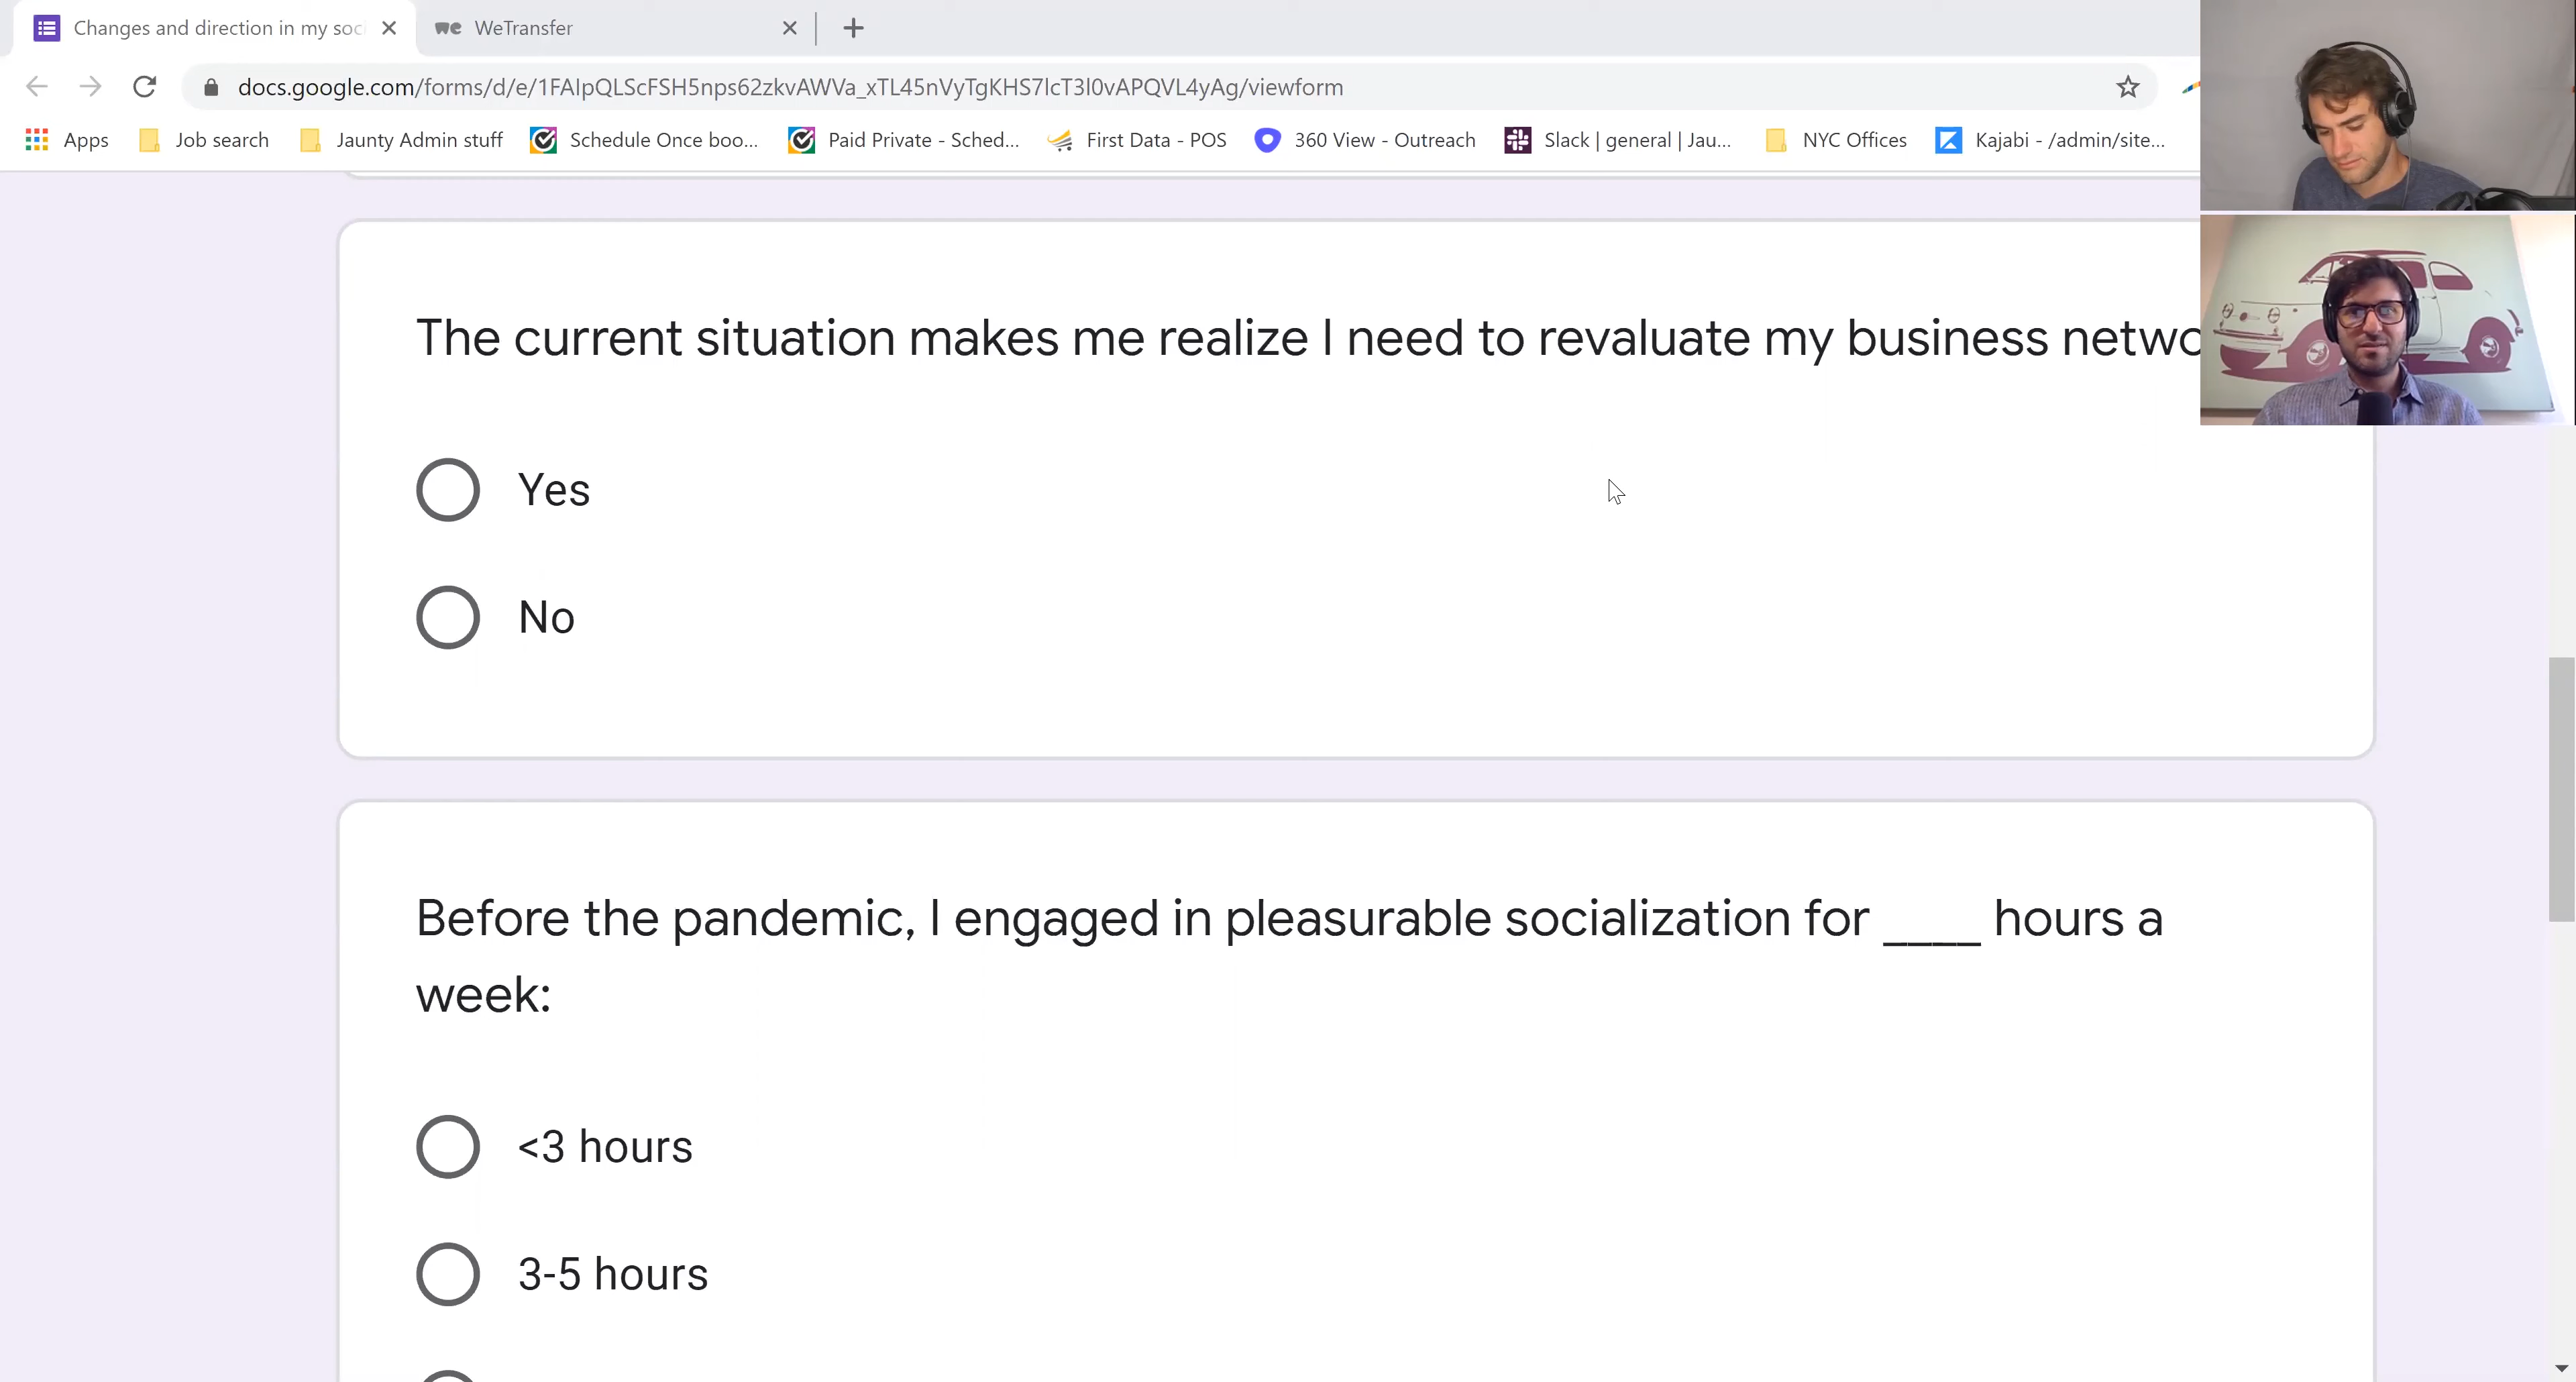 Changes and direction in my soc
WeTransfer
docs.google.com/forms/d/e/1FAIpQLScFSH5nps62zkvAWVa_xTL45nVyTgKHS7lcT3l0vAPQVL4yAg/viewform
Apps Job search Jaunty Admin stuff Schedule Once boo... Paid Private - Sched... First Data - POS 360 View - Outreach Slack | general | Jau... NYC Offices Kajabi - /admin/site...
The current situation makes me realize I need to revaluate my business netwo
Yes
No
Before the pandemic, I engaged in pleasurable socialization for ____ hours a
week:
<3 hours
3-5 hours